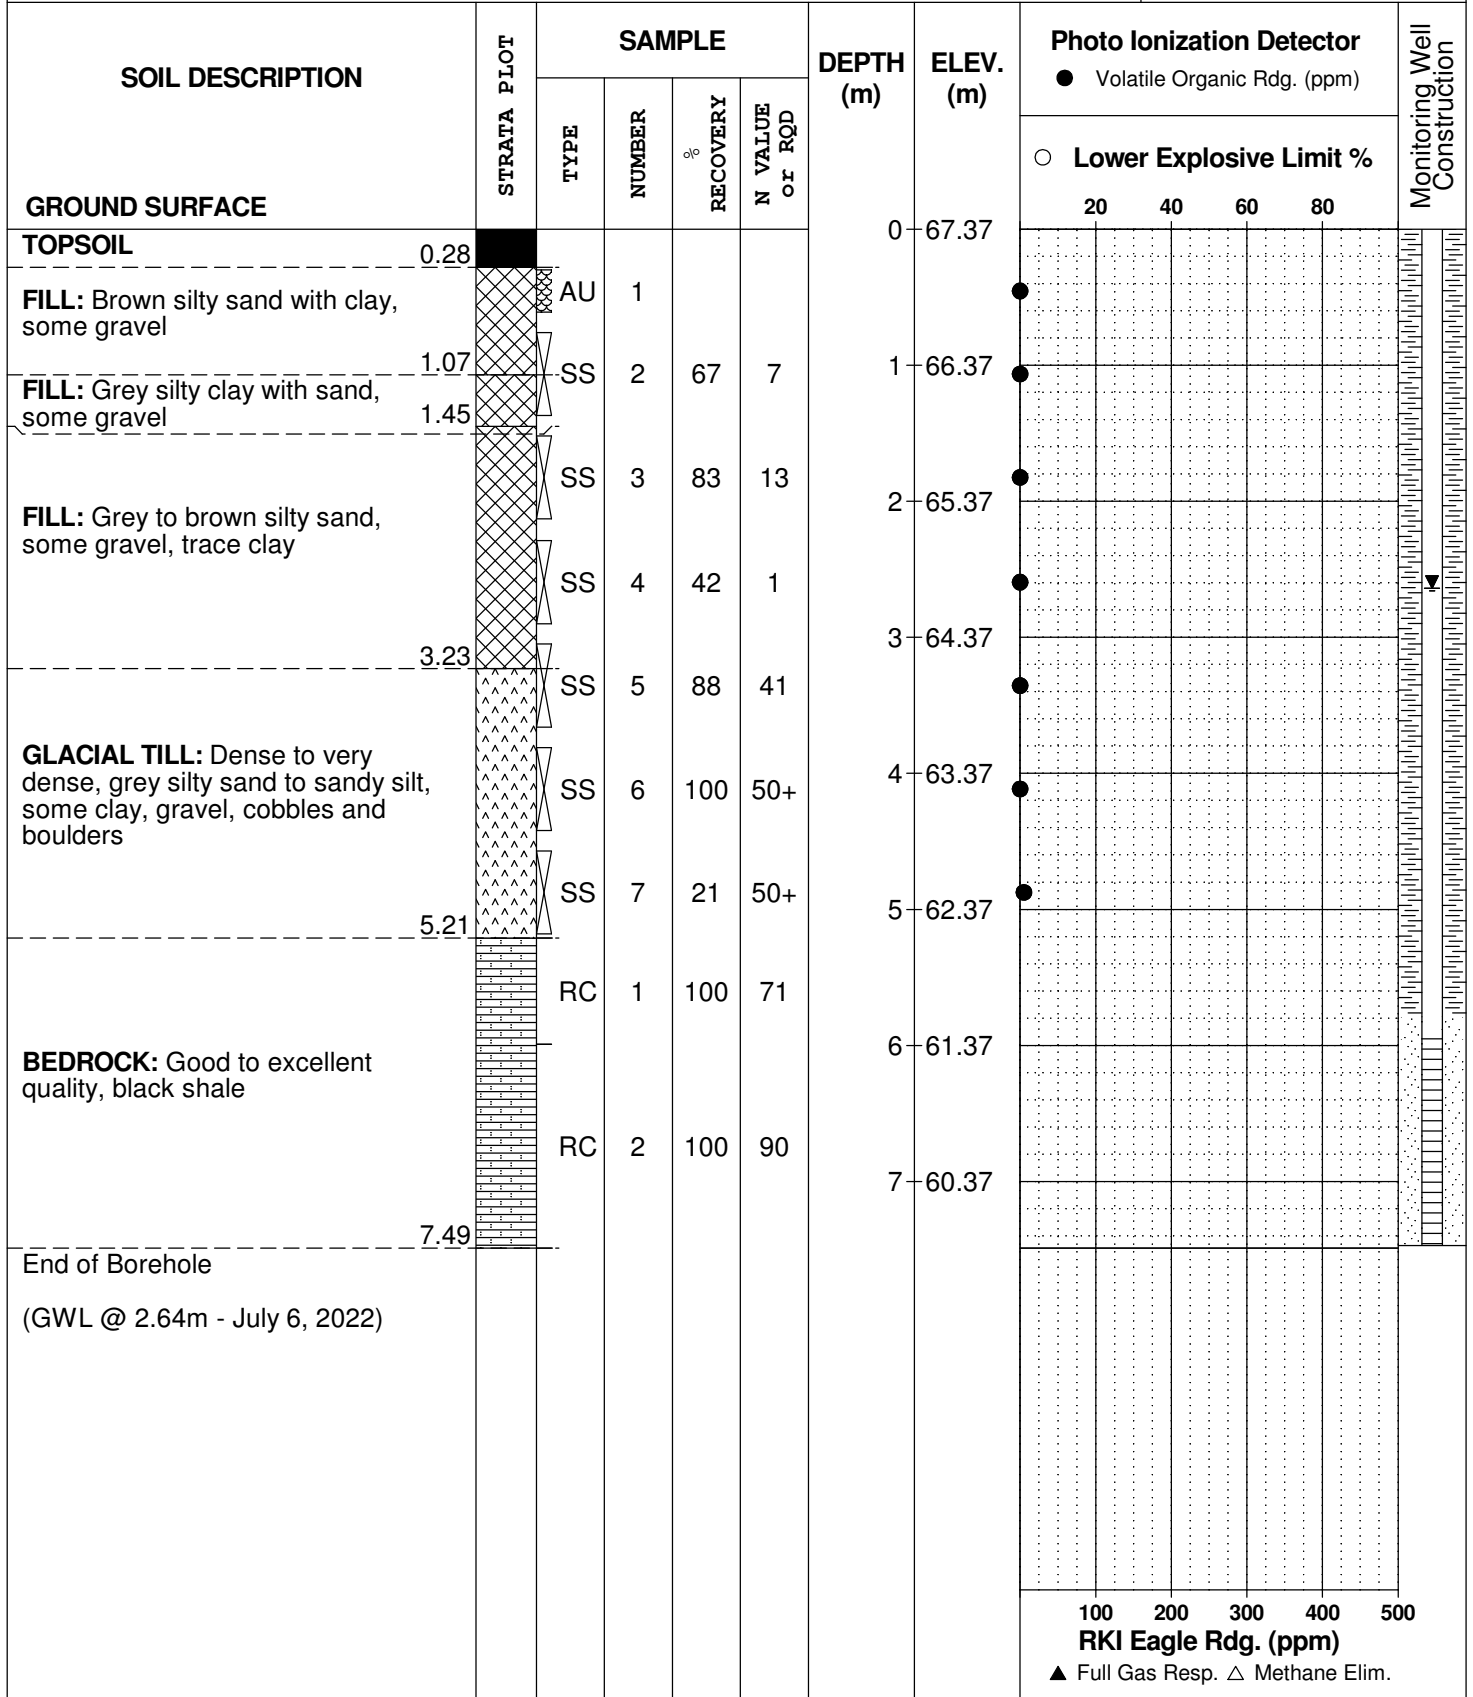 SOIL DESCRIPTION
GROUND SURFACE
STRATA PLOT
SAMPLE
TYPE
NUMBER
% RECOVERY
N VALUE
or RQD
DEPTH
(m)
ELEV.
(m)
Photo Ionization Detector
● Volatile Organic Rdg. (ppm)
○ Lower Explosive Limit %
20 40 60 80
Monitoring Well
Construction
0 67.37
TOPSOIL
0.28
FILL: Brown silty sand with clay,
some gravel
AU 1
1.07
1 66.37
SS 2 67 7
FILL: Grey silty clay with sand,
some gravel
1.45
SS 3 83 13
2 65.37
FILL: Grey to brown silty sand,
some gravel, trace clay
SS 4 42 1
3 64.37
3.23
SS 5 88 41
GLACIAL TILL: Dense to very
dense, grey silty sand to sandy silt,
some clay, gravel, cobbles and
boulders
4 63.37
SS 6 100 50+
SS 7 21 50+
5 62.37
5.21
RC 1 100 71
6 61.37
BEDROCK: Good to excellent
quality, black shale
RC 2 100 90
7 60.37
7.49
End of Borehole
(GWL @ 2.64m - July 6, 2022)
100 200 300 400 500
RKI Eagle Rdg. (ppm)
▲ Full Gas Resp. △ Methane Elim.